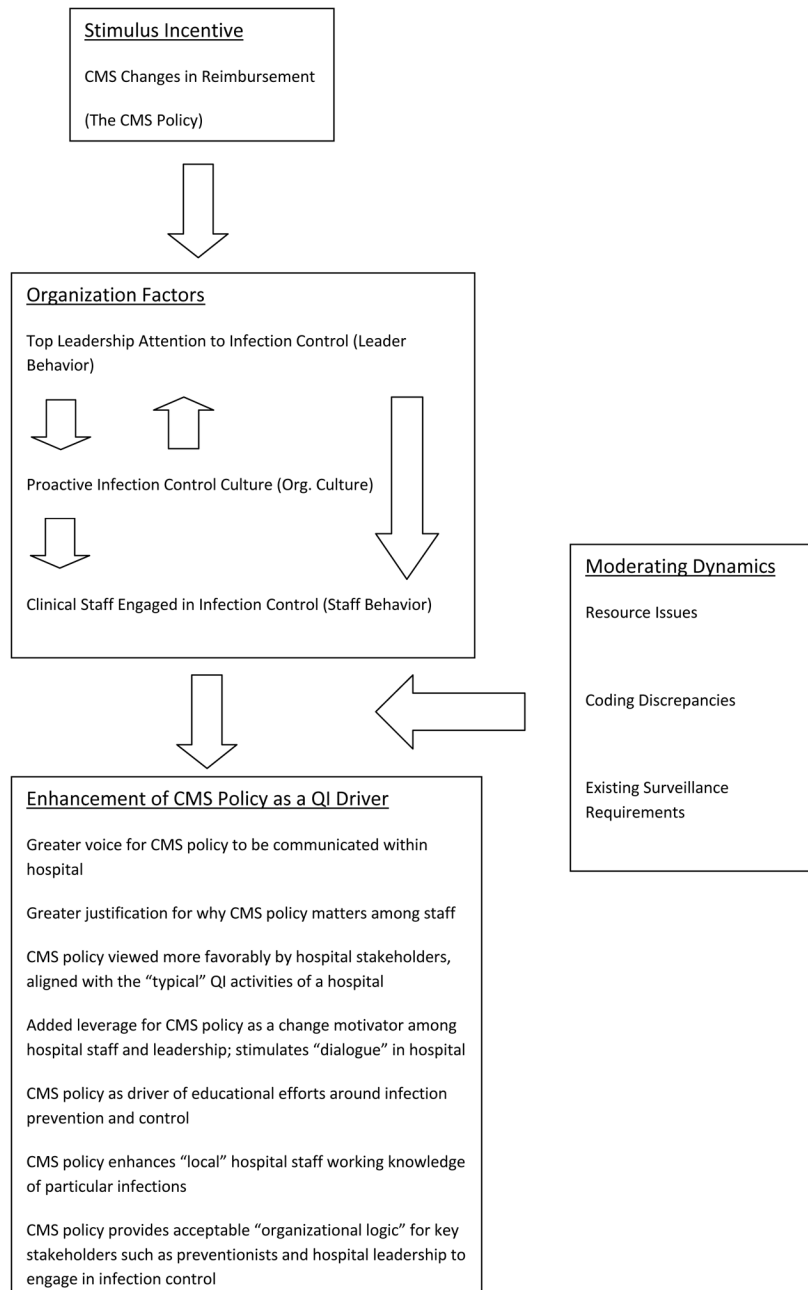 Stimulus Incentive
CMS Changes in Reimbursement
(The CMS Policy)
Organization Factors
Top Leadership Attention to Infection Control (Leader
Behavior)
Proactive Infection Control Culture (Org. Culture)
Clinical Staff Engaged in Infection Control (Staff Behavior)
Moderating Dynamics
Resource Issues
Coding Discrepancies
Existing Surveillance
Requirements
Enhancement of CMS Policy as a QI Driver
Greater voice for CMS policy to be communicated within
hospital
Greater justification for why CMS policy matters among staff
CMS policy viewed more favorably by hospital stakeholders,
aligned with the “typical” QI activities of a hospital
Added leverage for CMS policy as a change motivator among
hospital staff and leadership; stimulates “dialogue” in hospital
CMS policy as driver of educational efforts around infection
prevention and control
CMS policy enhances “local” hospital staff working knowledge
of particular infections
CMS policy provides acceptable “organizational logic” for key
stakeholders such as preventionists and hospital leadership to
engage in infection control